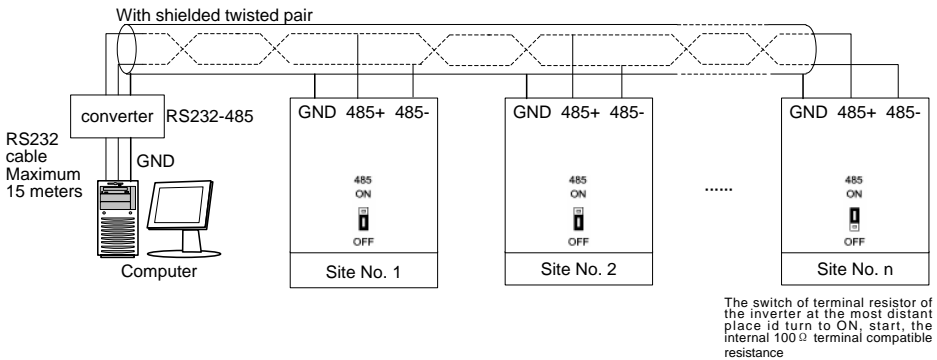 With shielded twisted pair
converter
RS232-485
RS232
cable
Maximum
15 meters
GND
Computer
GND 485+ 485-
485
ON
OFF
Site No. 1
GND 485+ 485-
485
ON
OFF
Site No. 2
......
GND 485+ 485-
485
ON
OFF
Site No. n
The switch of terminal resistor of
the inverter at the most distant
place id turn to ON, start, the
internal 100Ω terminal compatible
resistance